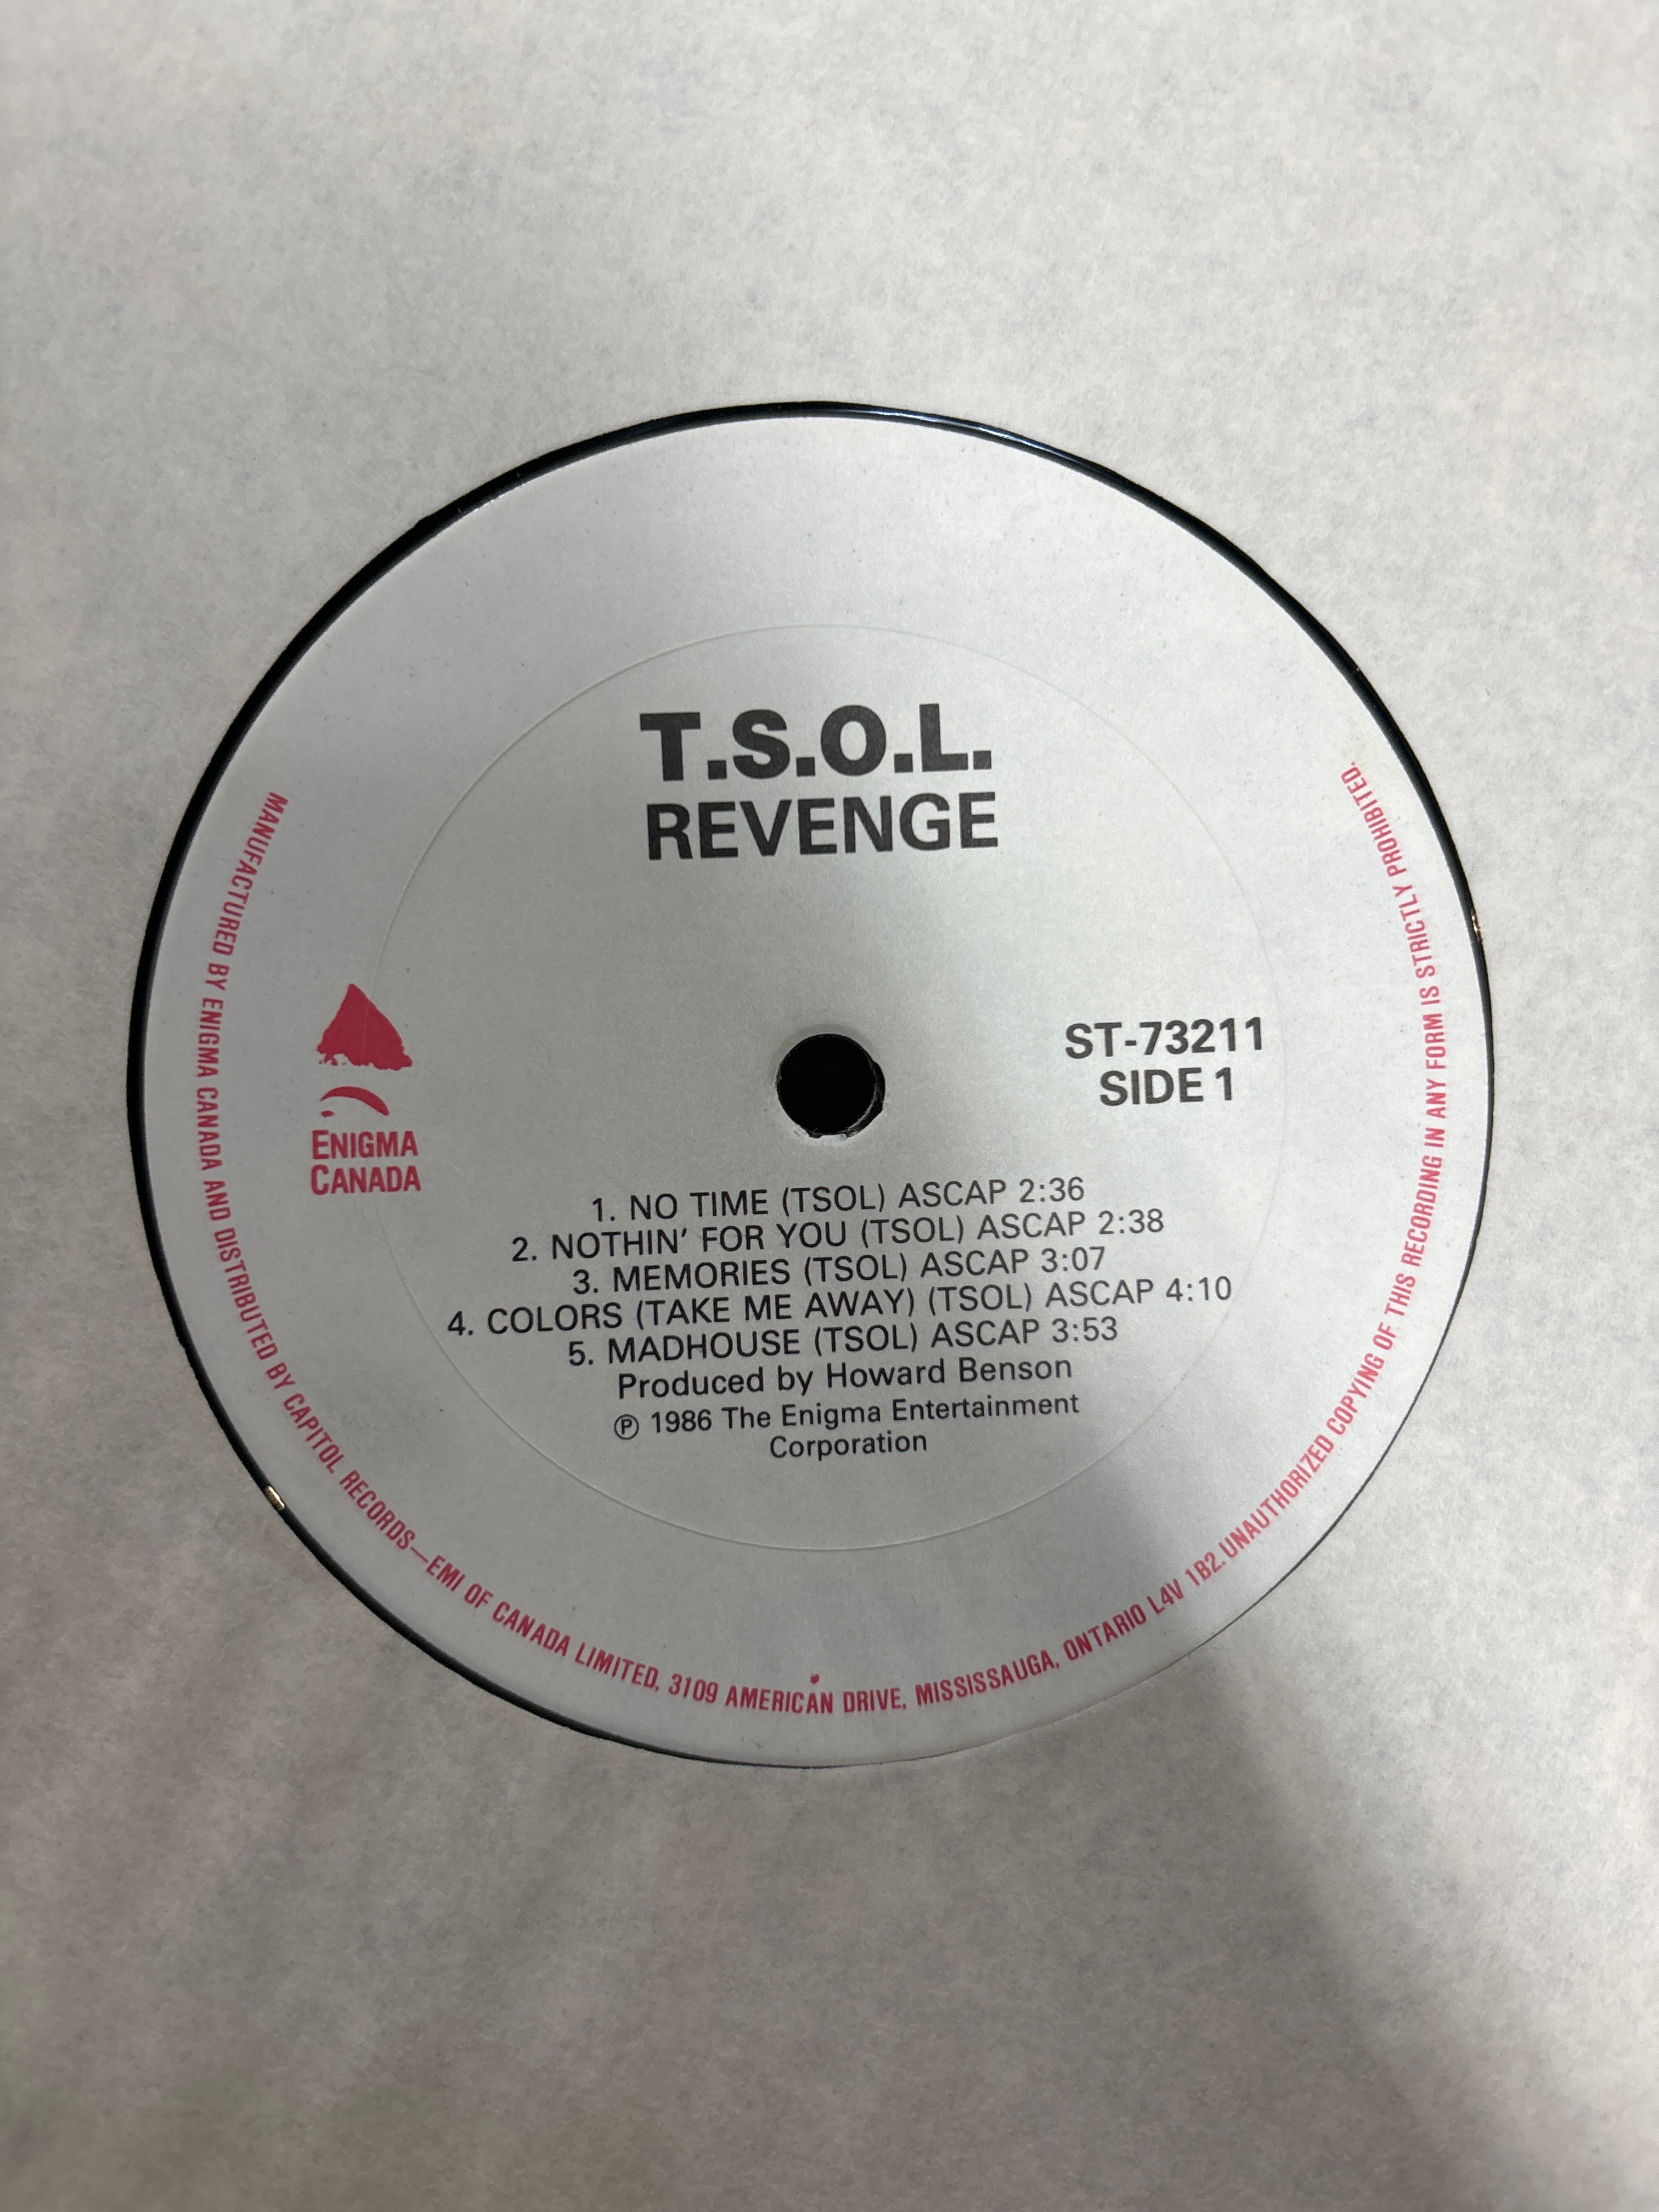 T.S.O.L.
REVENGE
ST-73211
SIDE 1
ENIGMA
CANADA
1. NO TIME (TSOL) ASCAP 2:36
2. NOTHIN' FOR YOU (TSOL) ASCAP 2:38
3. MEMORIES (TSOL) ASCAP 3:07
4. COLORS (TAKE ME AWAY) (TSOL) ASCAP 4:10
5. MADHOUSE (TSOL) ASCAP 3:53
Produced by Howard Benson
℗ 1986 The Enigma Entertainment
Corporation
MANUFACTURED BY ENIGMA CANADA AND DISTRIBUTED BY CAPITOL RECORDS—EMI OF CANADA LIMITED, 3109 AMERICAN DRIVE, MISSISSAUGA, ONTARIO L4V 1B2. UNAUTHORIZED COPYING OF THIS RECORDING IN ANY FORM IS STRICTLY PROHIBITED.